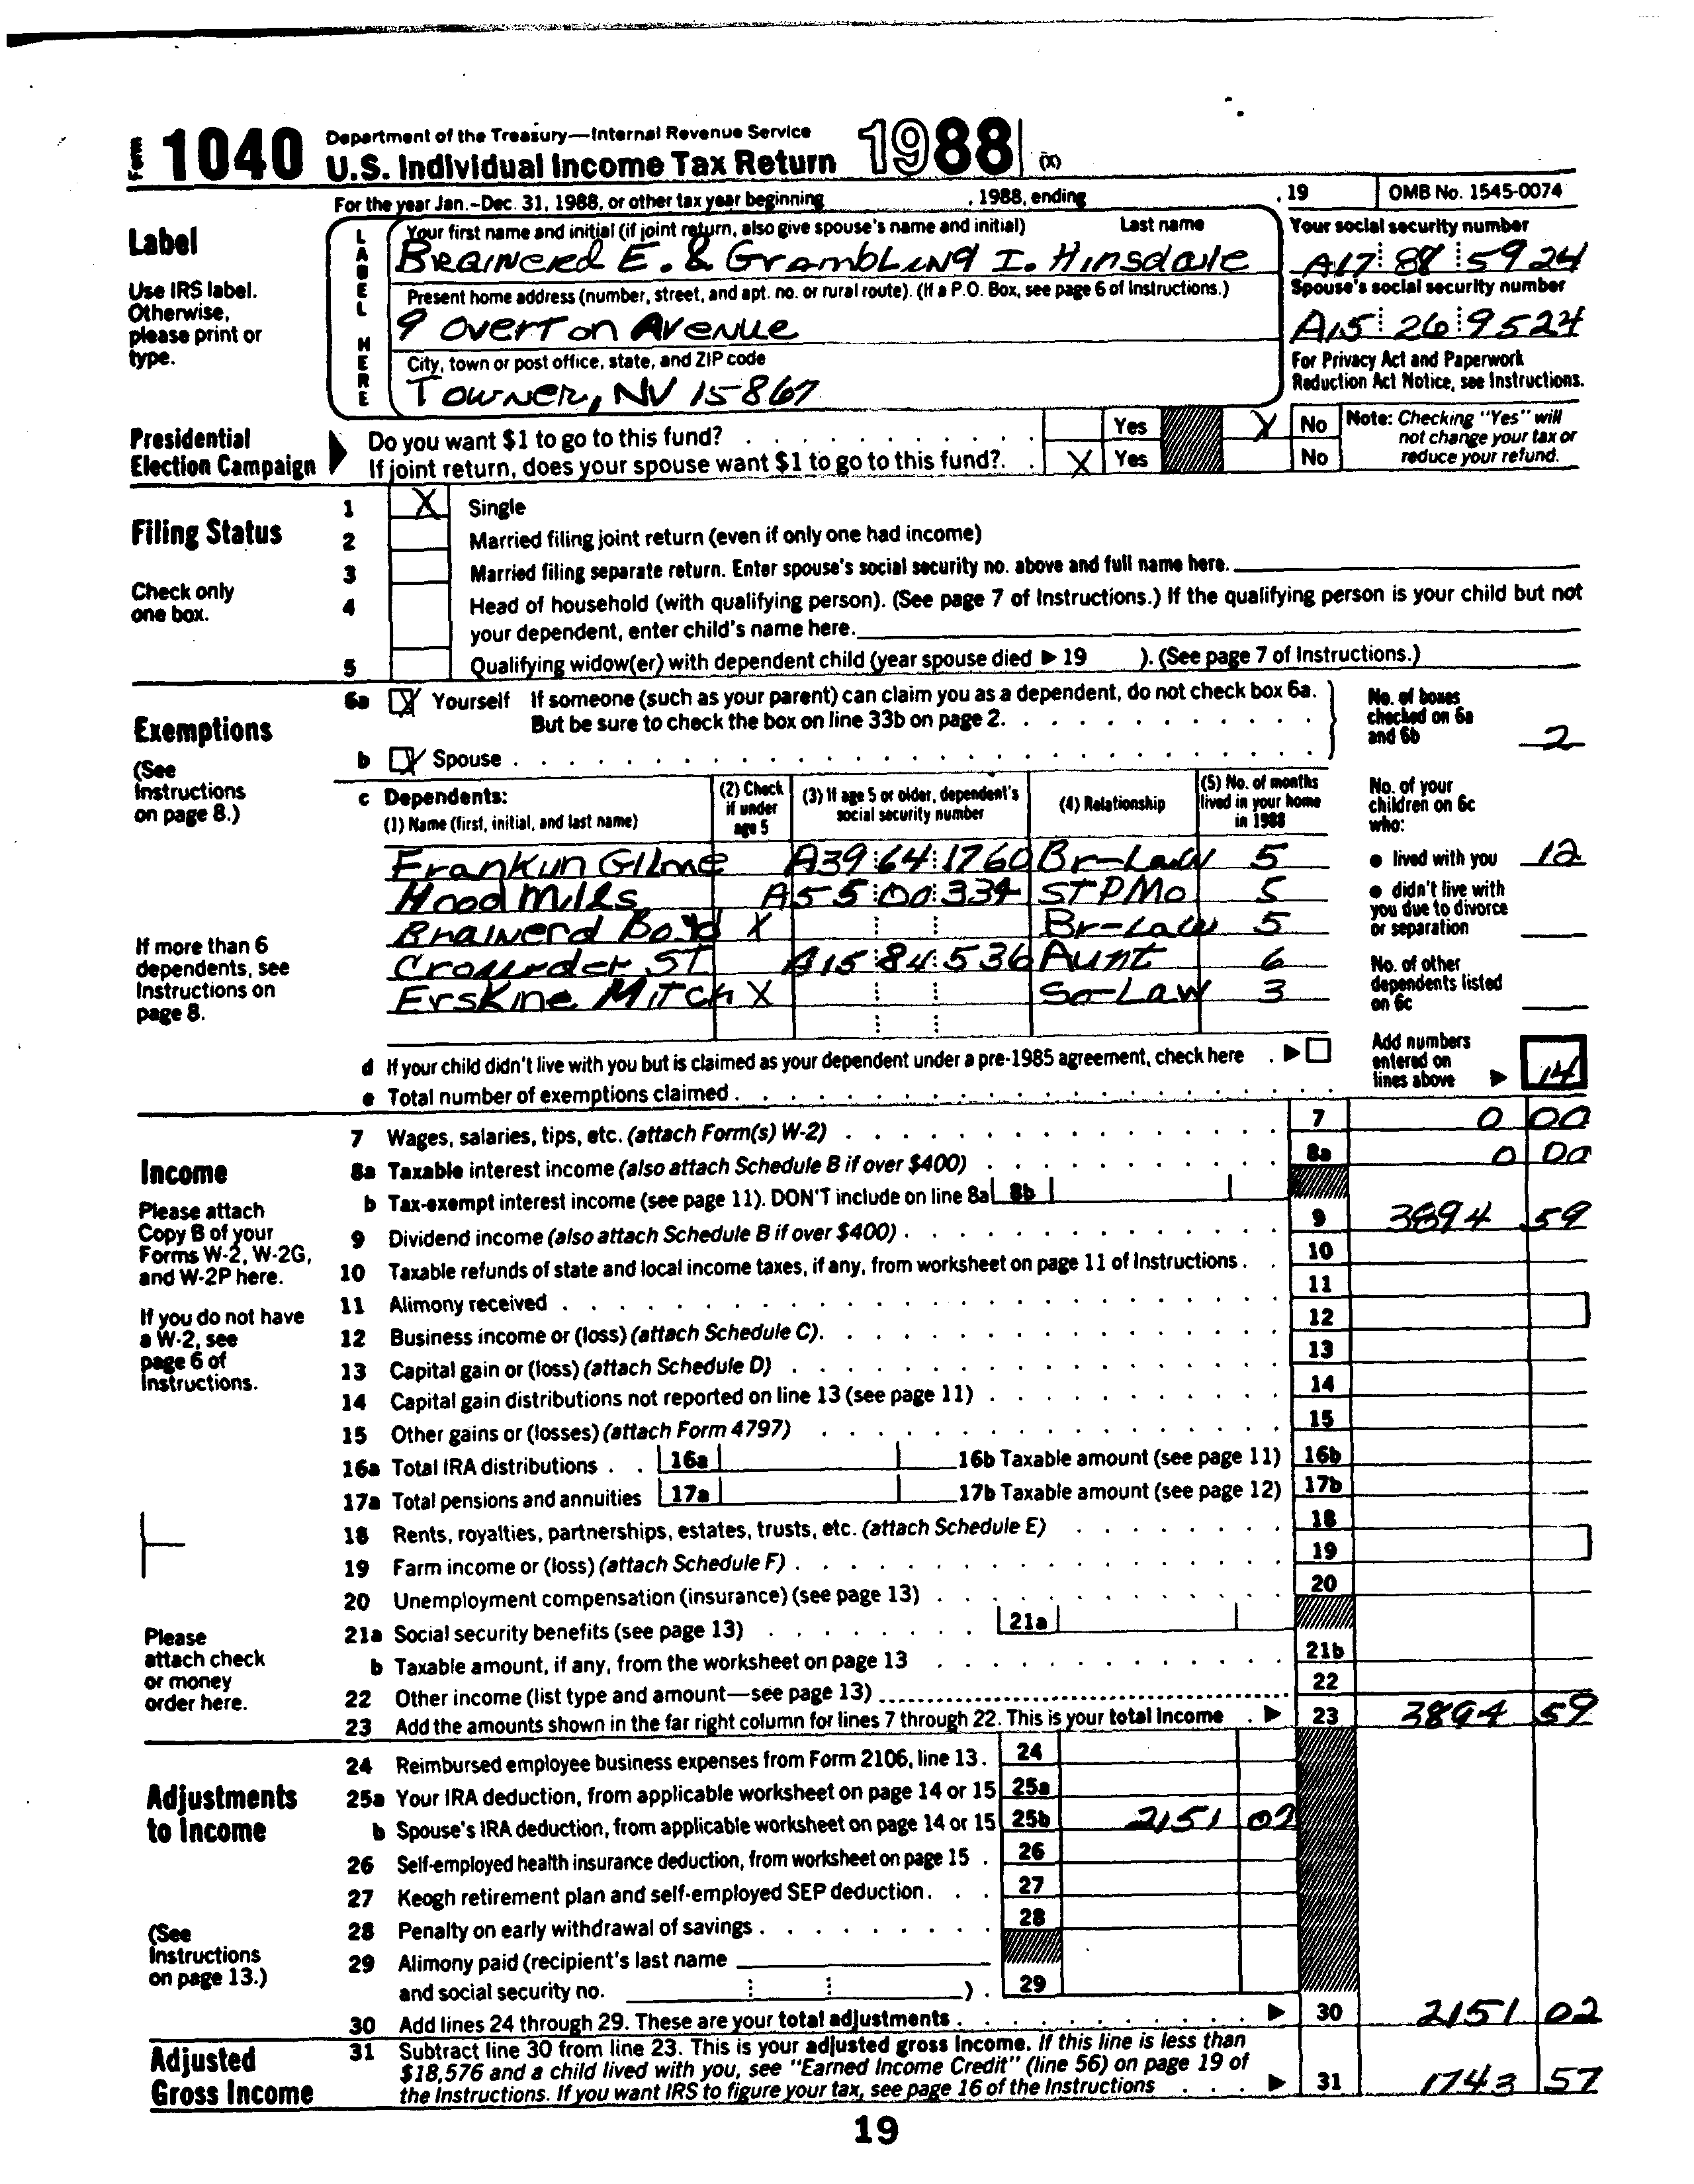 Form 1040 Department of the Treasury—Internal Revenue Service
U.S. Individual Income Tax Return 1988 (X)
For the year Jan.-Dec. 31, 1988, or other tax year beginning , 1988, ending , 19 OMB No. 1545-0074
Label
Use IRS label. Otherwise, please print or type.
LABEL HERE
Your first name and initial (if joint return, also give spouse's name and initial) Last name
Brainerd E. & Grambling I. Hinsdale
Your social security number
A17 88 5924
Present home address (number, street, and apt. no. or rural route). (If a P.O. Box, see page 6 of Instructions.)
9 Overton Avenue
Spouse's social security number
A15 26 9524
City, town or post office, state, and ZIP code
Towner, NV 15867
For Privacy Act and Paperwork Reduction Act Notice, see Instructions.
Presidential Election Campaign
Do you want $1 to go to this fund? Yes X No
If joint return, does your spouse want $1 to go to this fund? X Yes No
Note: Checking "Yes" will not change your tax or reduce your refund.
Filing Status
Check only one box.
1 X Single
2 Married filing joint return (even if only one had income)
3 Married filing separate return. Enter spouse's social security no. above and full name here.
4 Head of household (with qualifying person). (See page 7 of Instructions.) If the qualifying person is your child but not
your dependent, enter child's name here.
5 Qualifying widow(er) with dependent child (year spouse died ▶ 19 ). (See page 7 of Instructions.)
Exemptions
(See Instructions on page 8.)
6a X Yourself If someone (such as your parent) can claim you as a dependent, do not check box 6a.
But be sure to check the box on line 33b on page 2.
b X Spouse
No. of boxes checked on 6a and 6b 2
c Dependents:
(1) Name (first, initial, and last name) (2) Check if under age 5 (3) If age 5 or older, dependent's social security number (4) Relationship (5) No. of months lived in your home in 1988
Franklin Gilme A39 64 1760 Br-Law 5
Hood Mills A55 00 334 STPMo 5
Brainerd Boyd X Br-Law 5
Crowder ST A15 84 536 Aunt 6
Erskine Mitch X So-Law 3
If more than 6 dependents, see Instructions on page 8.
No. of your children on 6c who:
● lived with you 12
● didn't live with you due to divorce or separation
No. of other dependents listed on 6c
d If your child didn't live with you but is claimed as your dependent under a pre-1985 agreement, check here ▶
e Total number of exemptions claimed
Add numbers entered on lines above ▶ 14
Income
Please attach Copy B of your Forms W-2, W-2G, and W-2P here.
If you do not have a W-2, see page 6 of Instructions.
Please attach check or money order here.
7 Wages, salaries, tips, etc. (attach Form(s) W-2) 7 0 00
8a Taxable interest income (also attach Schedule B if over $400) 8a 0 00
b Tax-exempt interest income (see page 11). DON'T include on line 8a 8b
9 Dividend income (also attach Schedule B if over $400) 9 3894 59
10 Taxable refunds of state and local income taxes, if any, from worksheet on page 11 of Instructions 10
11 Alimony received 11
12 Business income or (loss) (attach Schedule C) 12
13 Capital gain or (loss) (attach Schedule D) 13
14 Capital gain distributions not reported on line 13 (see page 11) 14
15 Other gains or (losses) (attach Form 4797) 15
16a Total IRA distributions 16a 16b Taxable amount (see page 11) 16b
17a Total pensions and annuities 17a 17b Taxable amount (see page 12) 17b
18 Rents, royalties, partnerships, estates, trusts, etc. (attach Schedule E) 18
19 Farm income or (loss) (attach Schedule F) 19
20 Unemployment compensation (insurance) (see page 13) 20
21a Social security benefits (see page 13) 21a
b Taxable amount, if any, from the worksheet on page 13 21b
22 Other income (list type and amount—see page 13) 22
23 Add the amounts shown in the far right column for lines 7 through 22. This is your total income ▶ 23 3894 59
Adjustments to Income
(See Instructions on page 13.)
24 Reimbursed employee business expenses from Form 2106, line 13. 24
25a Your IRA deduction, from applicable worksheet on page 14 or 15 25a
b Spouse's IRA deduction, from applicable worksheet on page 14 or 15 25b 2151 02
26 Self-employed health insurance deduction, from worksheet on page 15 26
27 Keogh retirement plan and self-employed SEP deduction 27
28 Penalty on early withdrawal of savings 28
29 Alimony paid (recipient's last name
and social security no. ) 29
30 Add lines 24 through 29. These are your total adjustments ▶ 30 2151 02
Adjusted Gross Income
31 Subtract line 30 from line 23. This is your adjusted gross income. If this line is less than
$18,576 and a child lived with you, see "Earned Income Credit" (line 56) on page 19 of
the Instructions. If you want IRS to figure your tax, see page 16 of the Instructions ▶ 31 1743 57
19